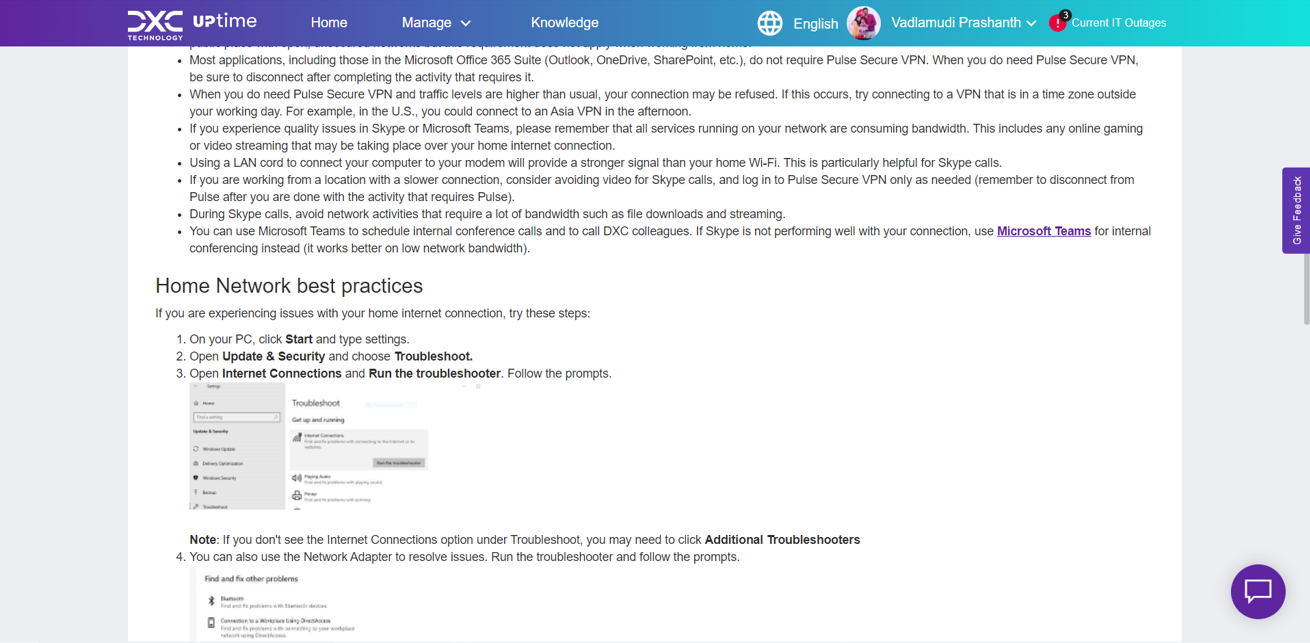 DXC TECHNOLOGY
UPtime
Home
Manage
Knowledge
English
Vadlamudi Prashanth
3
Current IT Outages
Most applications, including those in the Microsoft Office 365 Suite (Outlook, OneDrive, SharePoint, etc.), do not require Pulse Secure VPN. When you do need Pulse Secure VPN,
be sure to disconnect after completing the activity that requires it.
When you do need Pulse Secure VPN and traffic levels are higher than usual, your connection may be refused. If this occurs, try connecting to a VPN that is in a time zone outside
your working day. For example, in the U.S., you could connect to an Asia VPN in the afternoon.
If you experience quality issues in Skype or Microsoft Teams, please remember that all services running on your network are consuming bandwidth. This includes any online gaming
or video streaming that may be taking place over your home internet connection.
Using a LAN cord to connect your computer to your modem will provide a stronger signal than your home Wi-Fi. This is particularly helpful for Skype calls.
If you are working from a location with a slower connection, consider avoiding video for Skype calls, and log in to Pulse Secure VPN only as needed (remember to disconnect from
Pulse after you are done with the activity that requires Pulse).
During Skype calls, avoid network activities that require a lot of bandwidth such as file downloads and streaming.
You can use Microsoft Teams to schedule internal conference calls and to call DXC colleagues. If Skype is not performing well with your connection, use Microsoft Teams for internal
conferencing instead (it works better on low network bandwidth).
Give Feedback
Home Network best practices
If you are experiencing issues with your home internet connection, try these steps:
1. On your PC, click Start and type settings.
2. Open Update & Security and choose Troubleshoot.
3. Open Internet Connections and Run the troubleshooter. Follow the prompts.
Settings
Home
Find a setting
Update & Security
Windows Update
Delivery Optimization
Windows Security
Backup
Troubleshoot
Troubleshoot
Get up and running
Internet Connections
Find and fix problems with connecting to the Internet or to
websites.
Run the troubleshooter
Playing Audio
Find and fix problems with playing sound
Printer
Find and fix problems with printing
Note: If you don't see the Internet Connections option under Troubleshoot, you may need to click Additional Troubleshooters
4. You can also use the Network Adapter to resolve issues. Run the troubleshooter and follow the prompts.
Find and fix other problems
Bluetooth
Find and fix problems with Bluetooth devices
Connection to a Workplace Using DirectAccess
Find and fix problems with connecting to your workplace
network using DirectAccess.